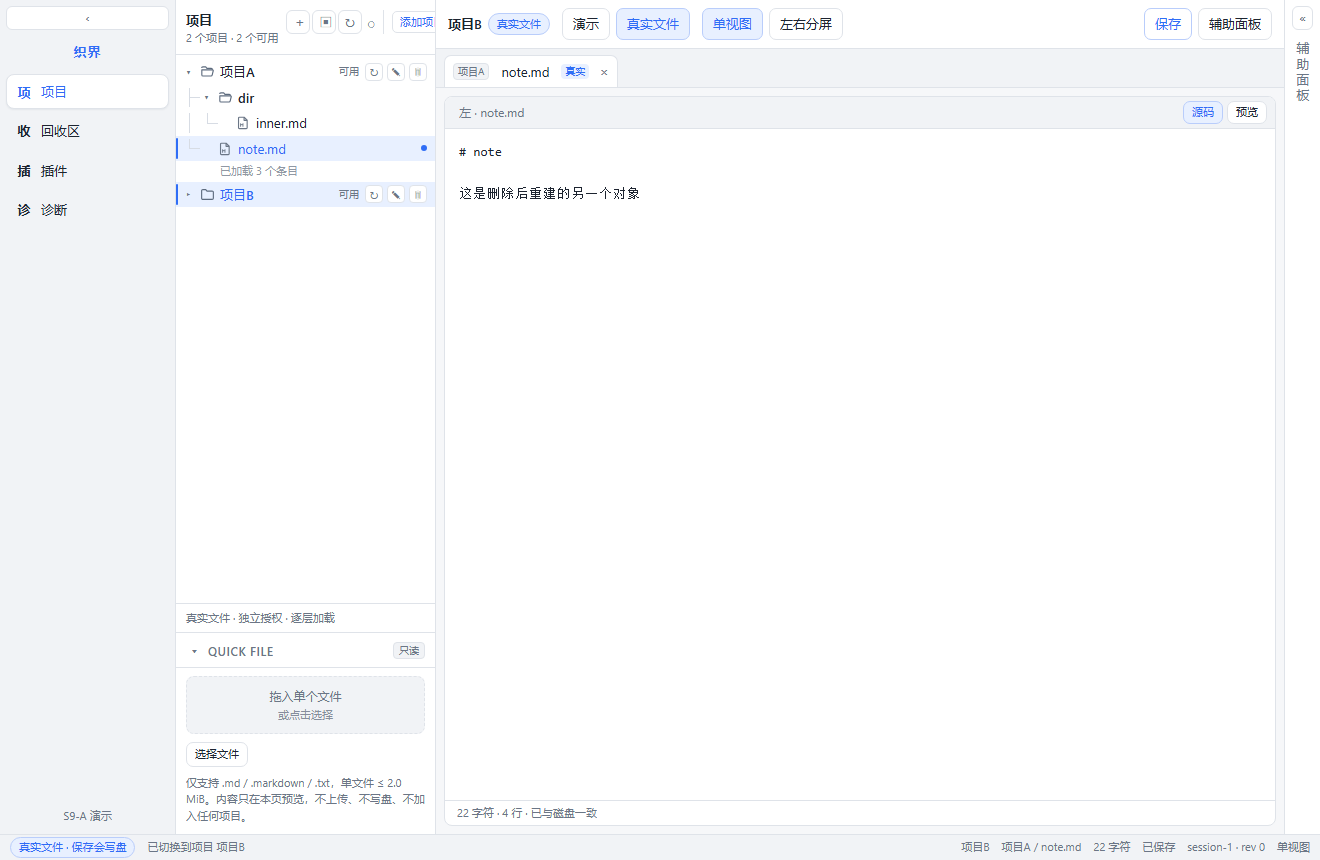 ‹
织界
项 项目
收 回收区
插 插件
诊 诊断
S9-A 演示
项目
2 个项目 · 2 个可用
+ ↻ ○ 添加项
项目A 可用 ↻
dir
inner.md
note.md
已加载 3 个条目
项目B 可用 ↻
真实文件 · 独立授权 · 逐层加载
QUICK FILE 只读
拖入单个文件
或点击选择
选择文件
仅支持 .md / .markdown / .txt，单文件 ≤ 2.0
MiB。内容只在本页预览，不上传、不写盘、不加
入任何项目。
项目B 真实文件 演示 真实文件 单视图 左右分屏 保存 辅助面板
项目A note.md 真实 ×
左 · note.md 源码 预览
# note
这是删除后重建的另一个对象
22 字符 · 4 行 · 已与磁盘一致
«
辅助面板
真实文件 · 保存会写盘 已切换到项目 项目B 项目B 项目A / note.md 22 字符 已保存 session-1 · rev 0 单视图